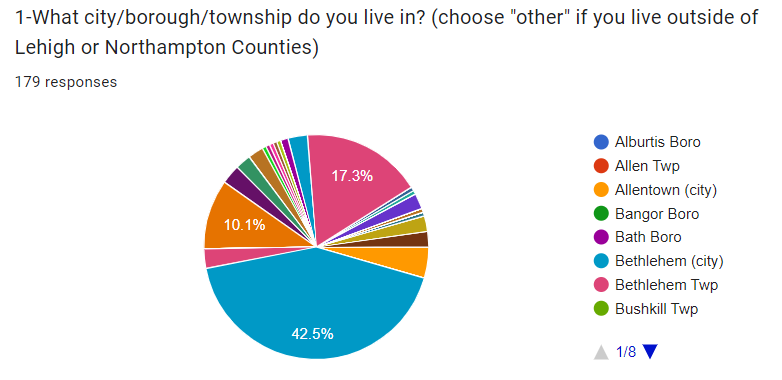 1-What city/borough/township do you live in? (choose "other" if you live outside of
Lehigh or Northampton Counties)
179 responses
17.3%
10.1%
42.5%
Alburtis Boro
Allen Twp
Allentown (city)
Bangor Boro
Bath Boro
Bethlehem (city)
Bethlehem Twp
Bushkill Twp
1/8